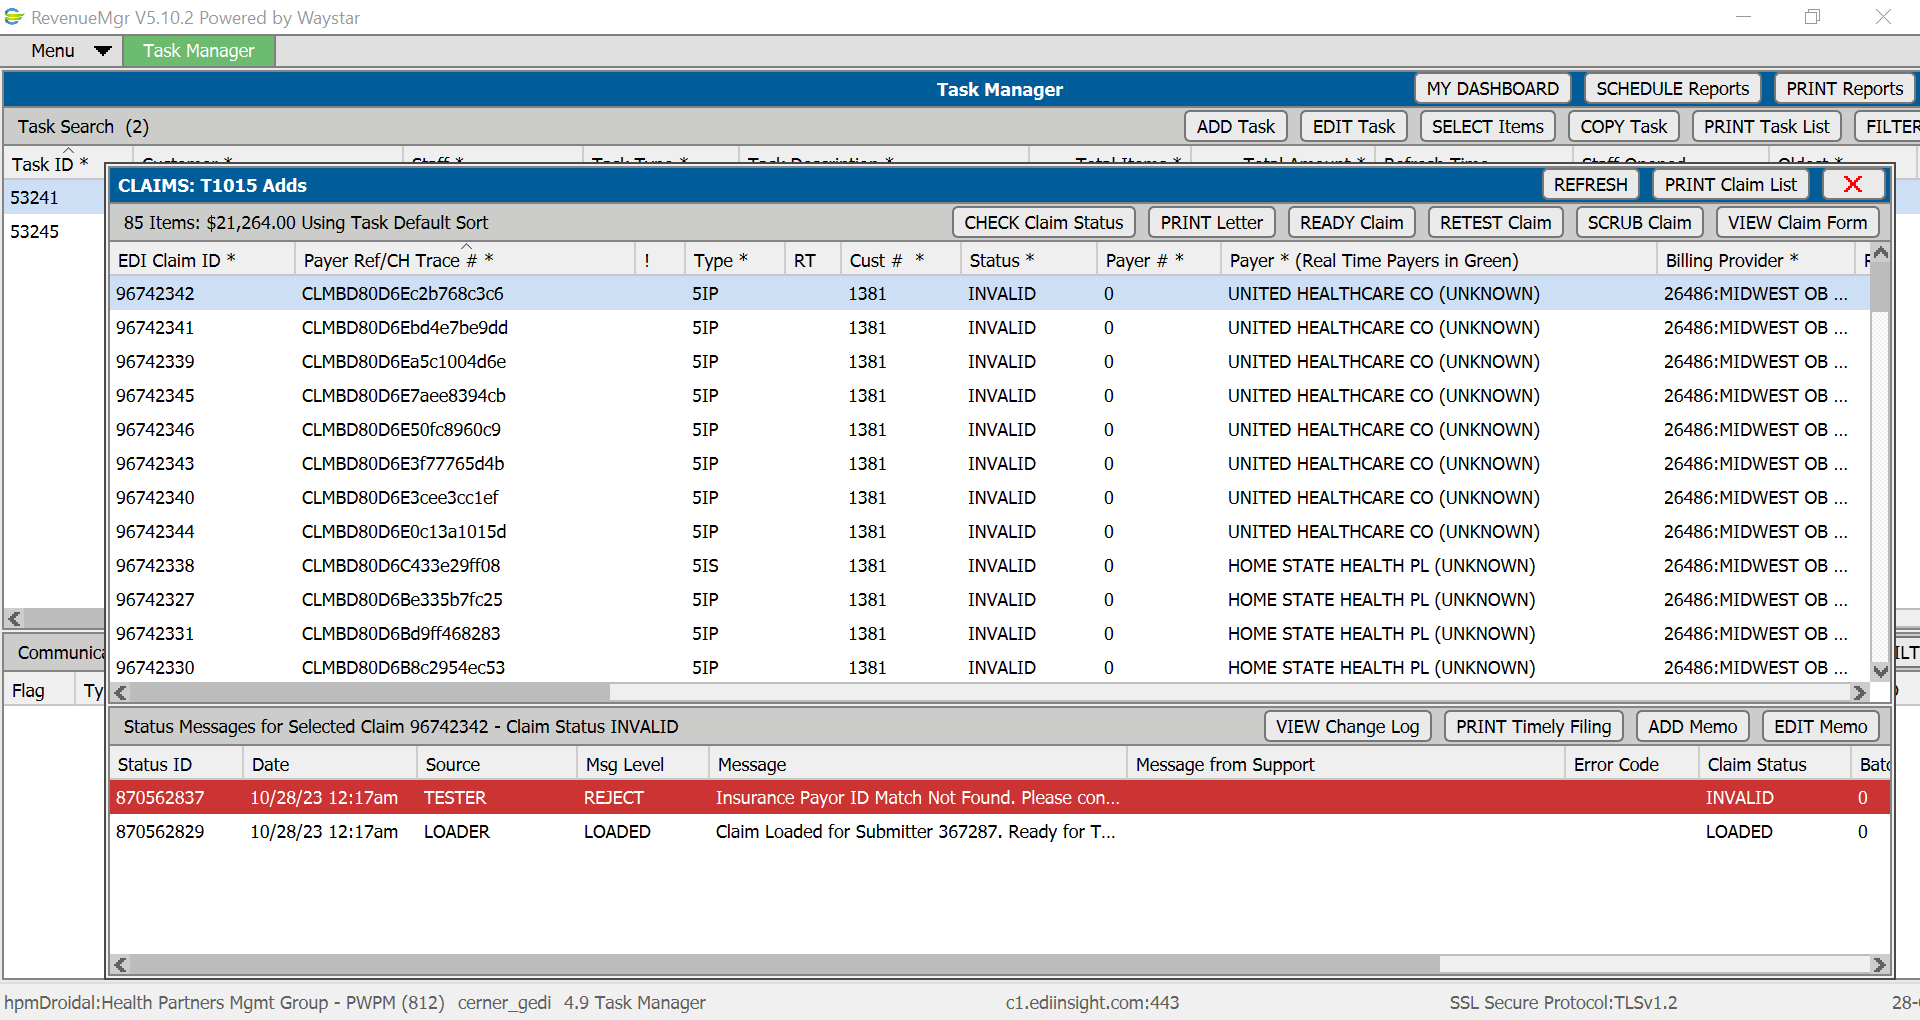 RevenueMgr V5.10.2 Powered by Waystar
Menu Task Manager
Task Manager MY DASHBOARD SCHEDULE Reports PRINT Reports
Task Search (2) ADD Task EDIT Task SELECT Items COPY Task PRINT Task List FILTER
Task ID * Customer * Staff * Task Type * Task Description * Total Items * Total Amount * Refresh Time Staff Opened Oldest *
53241
53245
CLAIMS: T1015 Adds REFRESH PRINT Claim List X
85 Items: $21,264.00 Using Task Default Sort CHECK Claim Status PRINT Letter READY Claim RETEST Claim SCRUB Claim VIEW Claim Form
EDI Claim ID * Payer Ref/CH Trace # * ! Type * RT Cust # * Status * Payer # * Payer * (Real Time Payers in Green) Billing Provider *
96742342 CLMBD80D6Ec2b768c3c6 5IP 1381 INVALID 0 UNITED HEALTHCARE CO (UNKNOWN) 26486:MIDWEST OB ...
96742341 CLMBD80D6Ebd4e7be9dd 5IP 1381 INVALID 0 UNITED HEALTHCARE CO (UNKNOWN) 26486:MIDWEST OB ...
96742339 CLMBD80D6Ea5c1004d6e 5IP 1381 INVALID 0 UNITED HEALTHCARE CO (UNKNOWN) 26486:MIDWEST OB ...
96742345 CLMBD80D6E7aee8394cb 5IP 1381 INVALID 0 UNITED HEALTHCARE CO (UNKNOWN) 26486:MIDWEST OB ...
96742346 CLMBD80D6E50fc8960c9 5IP 1381 INVALID 0 UNITED HEALTHCARE CO (UNKNOWN) 26486:MIDWEST OB ...
96742343 CLMBD80D6E3f77765d4b 5IP 1381 INVALID 0 UNITED HEALTHCARE CO (UNKNOWN) 26486:MIDWEST OB ...
96742340 CLMBD80D6E3cee3cc1ef 5IP 1381 INVALID 0 UNITED HEALTHCARE CO (UNKNOWN) 26486:MIDWEST OB ...
96742344 CLMBD80D6E0c13a1015d 5IP 1381 INVALID 0 UNITED HEALTHCARE CO (UNKNOWN) 26486:MIDWEST OB ...
96742338 CLMBD80D6C433e29ff08 5IS 1381 INVALID 0 HOME STATE HEALTH PL (UNKNOWN) 26486:MIDWEST OB ...
96742327 CLMBD80D6Be335b7fc25 5IP 1381 INVALID 0 HOME STATE HEALTH PL (UNKNOWN) 26486:MIDWEST OB ...
96742331 CLMBD80D6Bd9ff468283 5IP 1381 INVALID 0 HOME STATE HEALTH PL (UNKNOWN) 26486:MIDWEST OB ...
96742330 CLMBD80D6B8c2954ec53 5IP 1381 INVALID 0 HOME STATE HEALTH PL (UNKNOWN) 26486:MIDWEST OB ...
Communica
Flag Ty
Status Messages for Selected Claim 96742342 - Claim Status INVALID VIEW Change Log PRINT Timely Filing ADD Memo EDIT Memo
Status ID Date Source Msg Level Message Message from Support Error Code Claim Status Batc
870562837 10/28/23 12:17am TESTER REJECT Insurance Payor ID Match Not Found. Please con... INVALID 0
870562829 10/28/23 12:17am LOADER LOADED Claim Loaded for Submitter 367287. Ready for T... LOADED 0
hpmDroidal:Health Partners Mgmt Group - PWPM (812) cerner_gedi 4.9 Task Manager c1.ediinsight.com:443 SSL Secure Protocol:TLSv1.2 28-